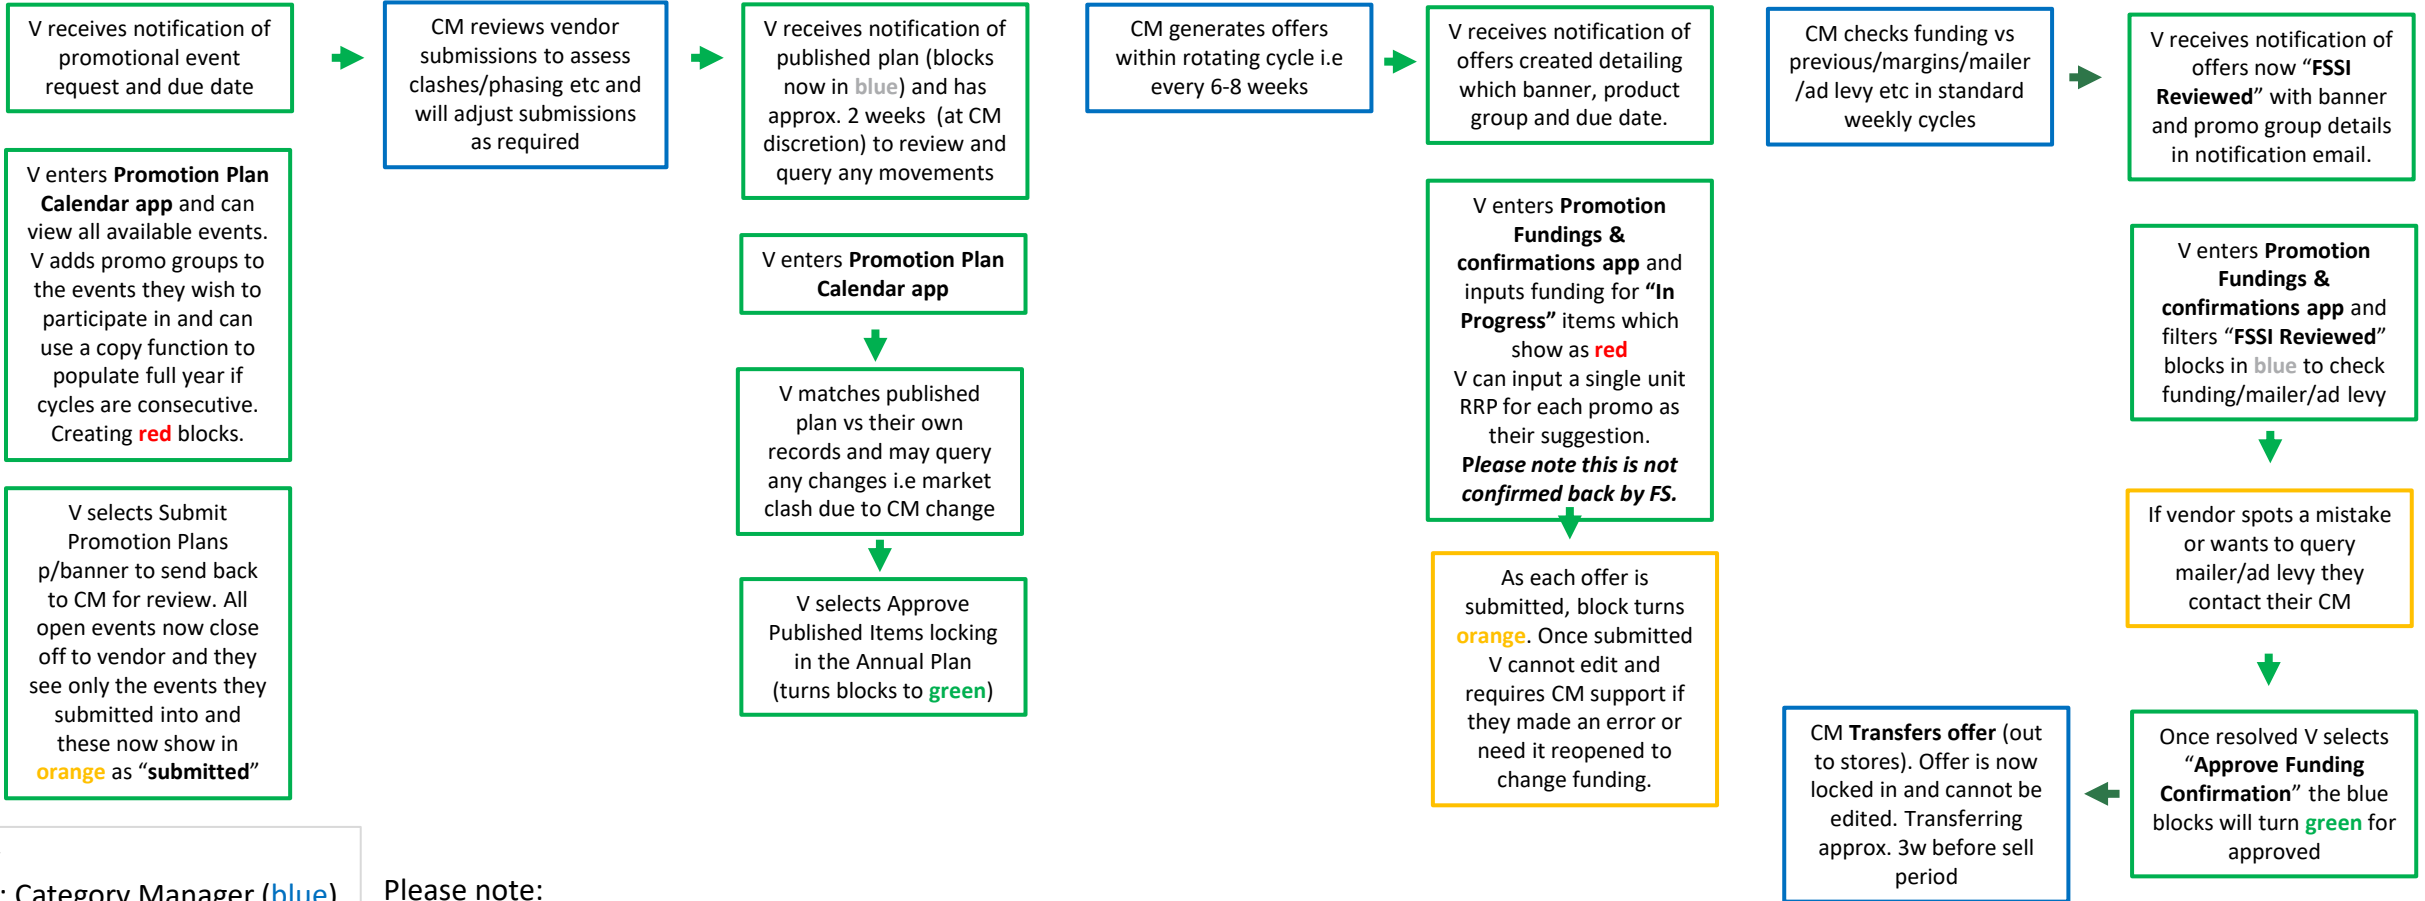 V receives notification of
promotional event
request and due date
V enters Promotion Plan
Calendar app and can
view all available events.
V adds promo groups to
the events they wish to
participate in and can
use a copy function to
populate full year if
cycles are consecutive.
Creating red blocks.
V selects Submit
Promotion Plans
p/banner to send back
to CM for review. All
open events now close
off to vendor and they
see only the events they
submitted into and
these now show in
orange as “submitted”
CM reviews vendor
submissions to assess
clashes/phasing etc and
will adjust submissions
as required
V receives notification of
published plan (blocks
now in blue) and has
approx. 2 weeks (at CM
discretion) to review and
query any movements
V enters Promotion Plan
Calendar app
V matches published
plan vs their own
records and may query
any changes i.e market
clash due to CM change
V selects Approve
Published Items locking
in the Annual Plan
(turns blocks to green)
CM generates offers
within rotating cycle i.e
every 6-8 weeks
V receives notification of
offers created detailing
which banner, product
group and due date.
V enters Promotion
Fundings &
confirmations app and
inputs funding for “In
Progress” items which
show as red
V can input a single unit
RRP for each promo as
their suggestion.
Please note this is not
confirmed back by FS.
As each offer is
submitted, block turns
orange. Once submitted
V cannot edit and
requires CM support if
they made an error or
need it reopened to
change funding.
CM checks funding vs
previous/margins/mailer
/ad levy etc in standard
weekly cycles
V receives notification of
offers now “FSSI
Reviewed” with banner
and promo group details
in notification email.
V enters Promotion
Fundings &
confirmations app and
filters “FSSI Reviewed”
blocks in blue to check
funding/mailer/ad levy
If vendor spots a mistake
or wants to query
mailer/ad levy they
contact their CM
Once resolved V selects
“Approve Funding
Confirmation” the blue
blocks will turn green for
approved
CM Transfers offer (out
to stores). Offer is now
locked in and cannot be
edited. Transferring
approx. 3w before sell
period
: Category Manager (blue)
Please note: